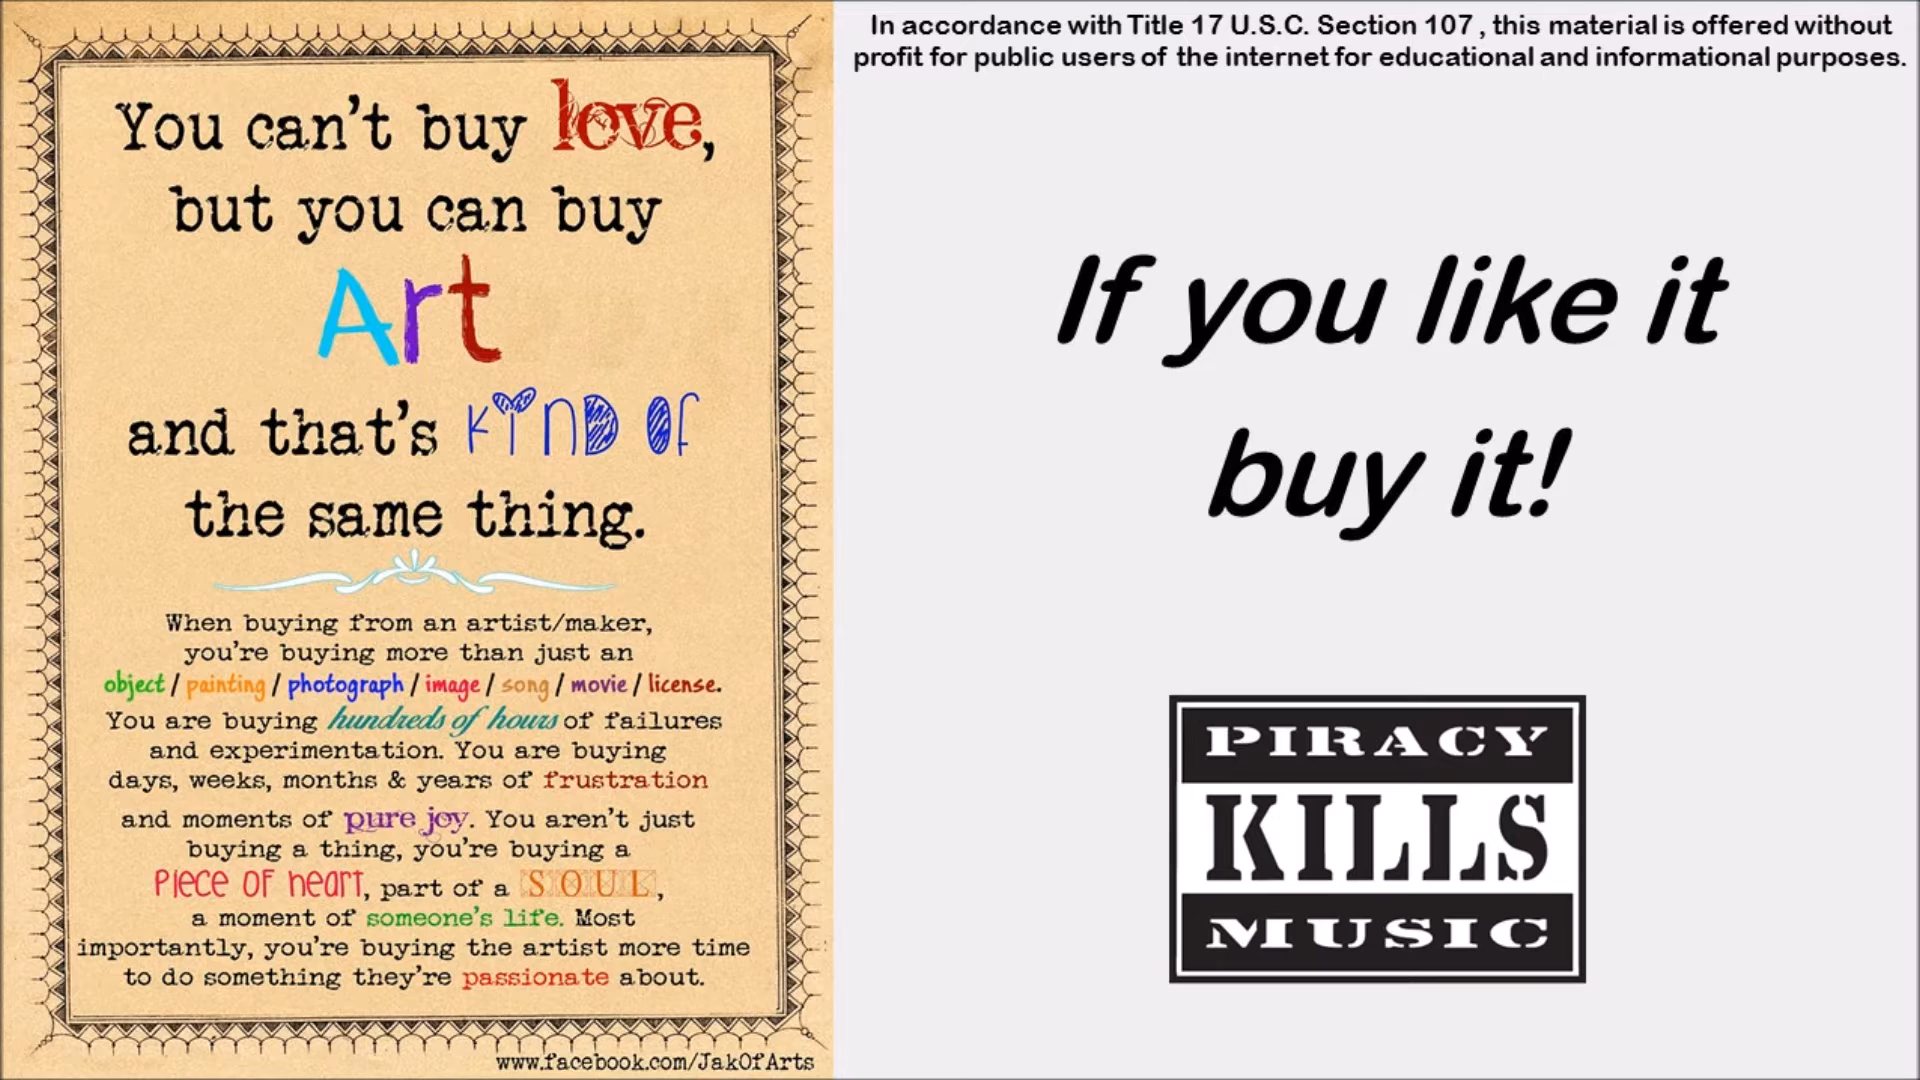 You can't buy love,
but you can buy
Art
and that's kind of
the same thing.
When buying from an artist/maker,
you're buying more than just an
object / painting / photograph / image / song / movie / license.
You are buying hundreds of hours of failures
and experimentation. You are buying
days, weeks, months & years of frustration
and moments of pure joy. You aren't just
buying a thing, you're buying a
Piece of heart, part of a SOUL,
a moment of someone's life. Most
importantly, you're buying the artist more time
to do something they're passionate about.
www.facebook.com/JakOfArts
In accordance with Title 17 U.S.C. Section 107, this material is offered without
profit for public users of the internet for educational and informational purposes.
If you like it
buy it!
PIRACY
KILLS
MUSIC